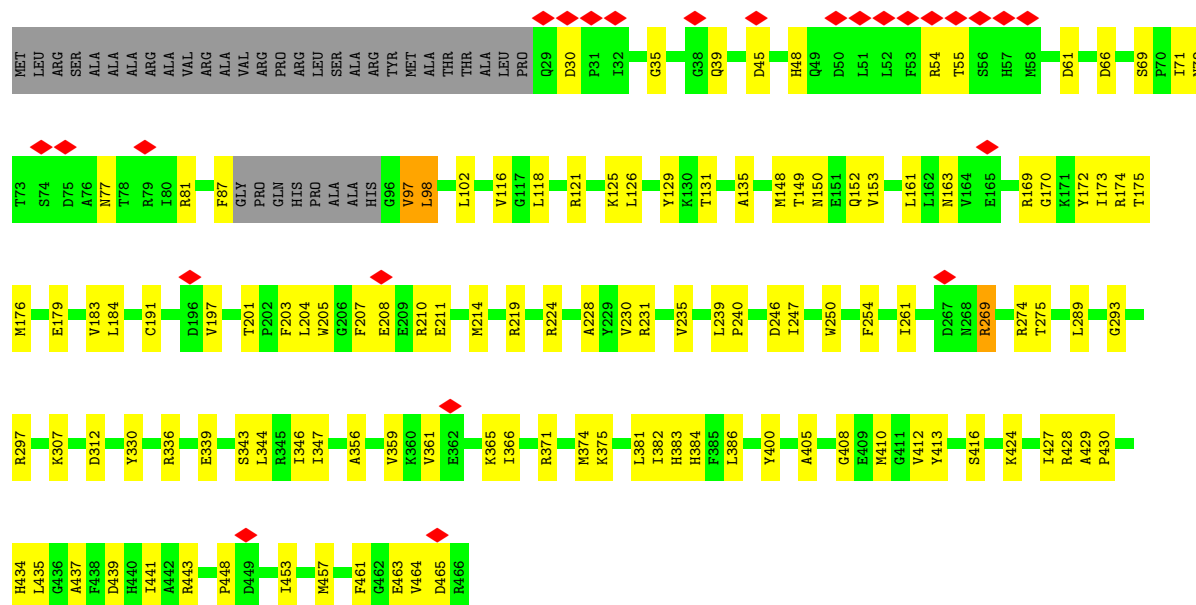 MET LEU ARG SER ALA ALA ALA ARG ALA VAL ARG ALA VAL ARG PRO ARG LEU SER ALA ARG TYR MET ALA THR THR ALA LEU PRO Q29 D30 P31 I32 G35 G38 Q39 D45 H48 Q49 D50 L51 L52 F53 R54 T55 S56 H57 M58 D61 D66 S69 P70 I71 N72
T73 S74 D75 A76 N77 T78 R79 I80 R81 F87 GLY PRO GLN HIS PRO ALA ALA HIS G96 V97 L98 L102 V116 G117 L118 R121 K125 L126 Y129 K130 T131 A135 M148 T149 N150 E151 Q152 V153 L161 L162 N163 V164 E165 R169 G170 K171 Y172 I173 R174 T175
M176 E179 V183 L184 C191 D196 V197 T201 P202 F203 L204 W205 G206 F207 E208 E209 R210 E211 M214 R219 R224 A228 Y229 V230 R231 V235 L239 P240 D246 I247 W250 F254 I261 D267 N268 R269 R274 T275 L289 G293
R297 K307 D312 Y330 R336 E339 S343 L344 R345 I346 I347 A356 V359 K360 V361 E362 K365 I366 R371 M374 K375 L381 I382 H383 H384 F385 L386 Y400 A405 G408 E409 M410 G411 V412 Y413 S416 K424 I427 R428 A429 P430
H434 L435 G436 A437 F438 D439 H440 I441 A442 R443 P448 D449 I453 M457 F461 G462 E463 V464 D465 R466